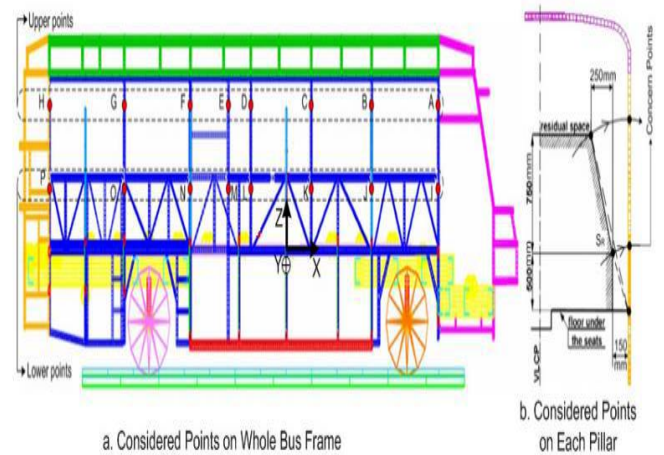 Upper points
H G F E D C B A
P O N M L K J I
Z
Y X
Lower points
a. Considered Points on Whole Bus Frame
250mm
residual space
750mm
SR
500mm
floor under
the seats
150
mm
VLCP
Concern Points
b. Considered Points
on Each Pillar